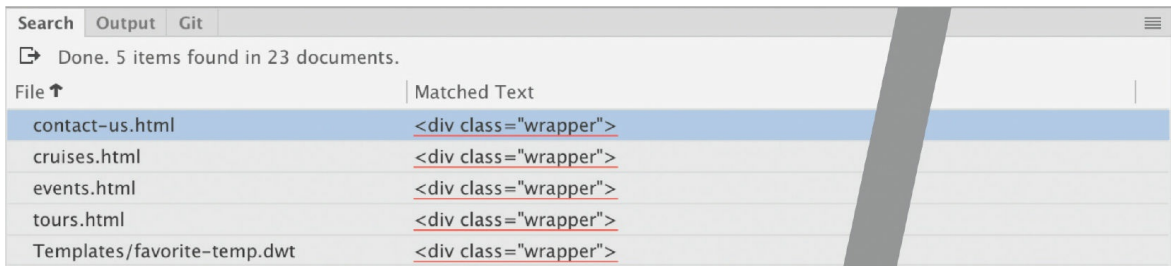 Search Output Git
Done. 5 items found in 23 documents.
File Matched Text
contact-us.html <div class="wrapper">
cruises.html <div class="wrapper">
events.html <div class="wrapper">
tours.html <div class="wrapper">
Templates/favorite-temp.dwt <div class="wrapper">